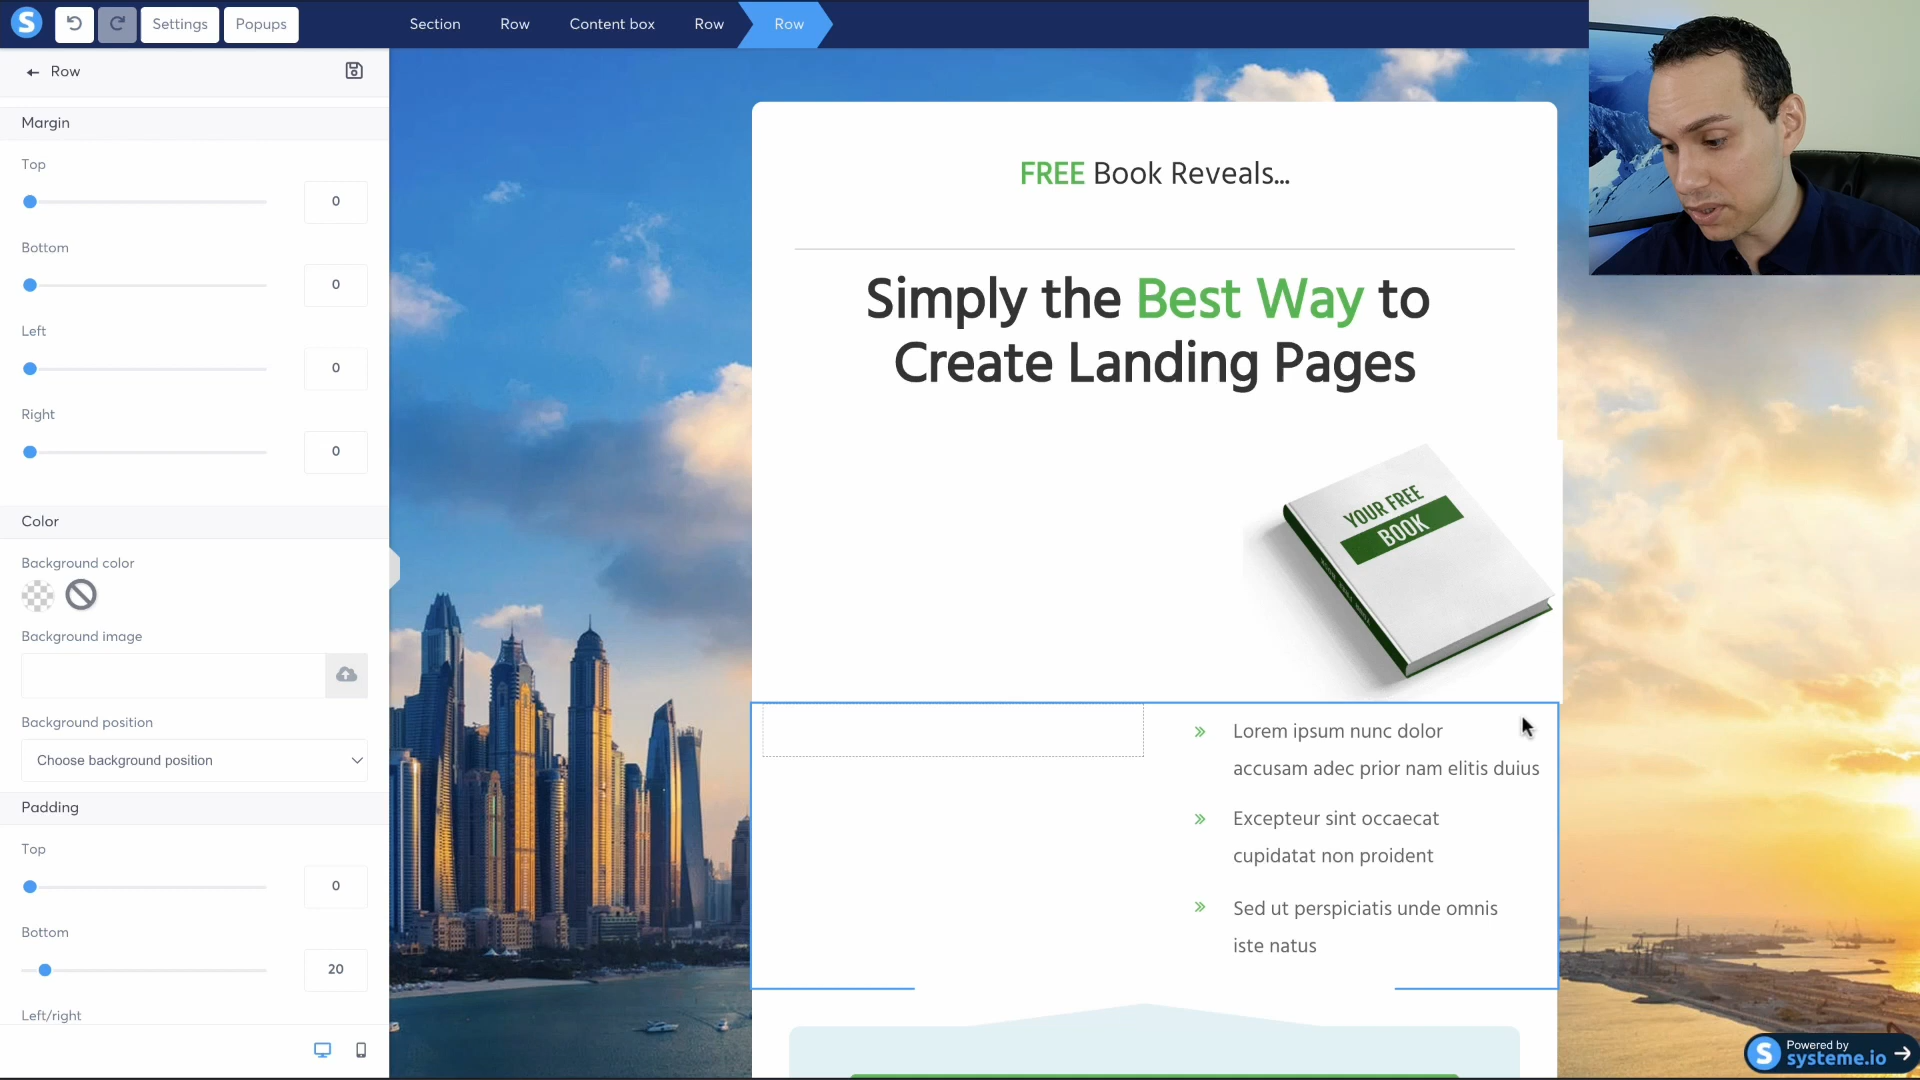 S
Settings
Popups
Section
Row
Content box
Row
Row
Row
Margin
Top
0
Bottom
0
Left
0
Right
0
Color
Background color
Background image
Background position
Choose background position
Padding
Top
0
Bottom
20
Left/right
FREE Book Reveals...
Simply the Best Way to
Create Landing Pages
YOUR FREE
BOOK
Lorem ipsum nunc dolor
accusam adec prior nam elitis duius
Excepteur sint occaecat
cupidatat non proident
Sed ut perspiciatis unde omnis
iste natus
S
Powered by
systeme.io